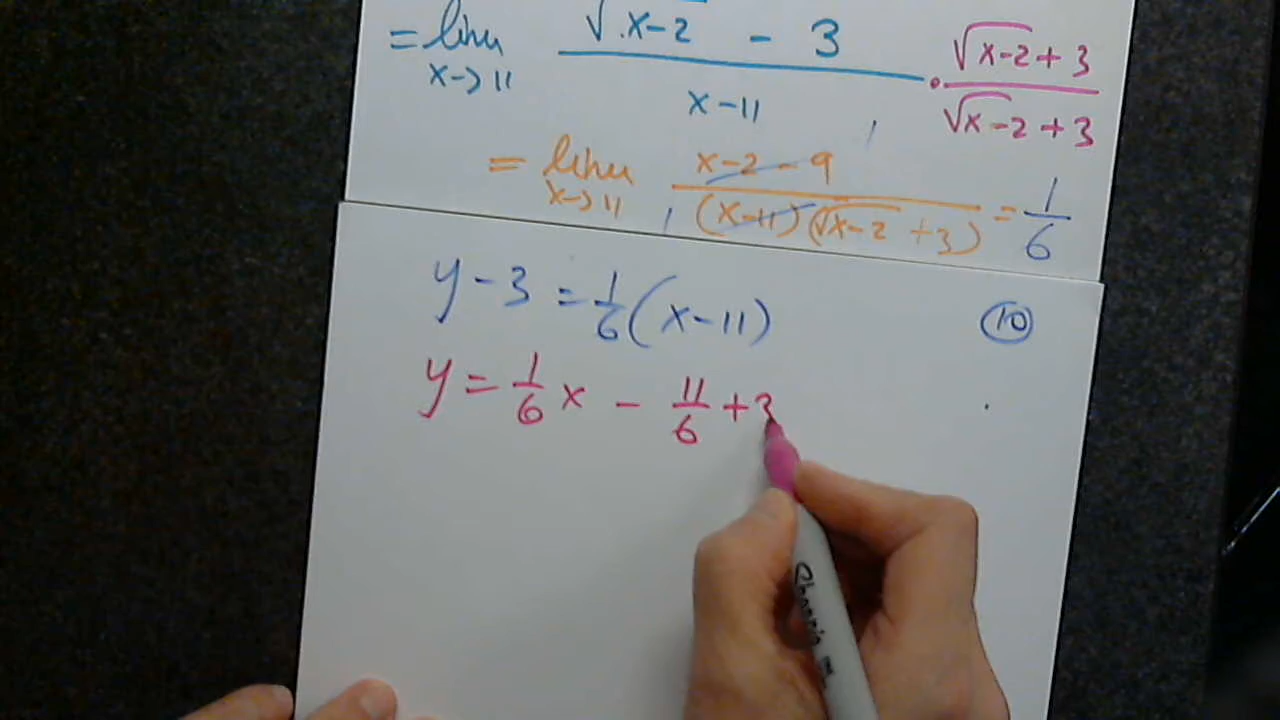 = lim x→11 (√x-2 - 3)/(x-11) · (√x-2 + 3)/(√x-2 + 3)
= lim x→11 (x-2-9)/((x-11)(√x-2 + 3)) = 1/6
y - 3 = 1/6 (x-11)
10
y = 1/6 x - 11/6 + 3
Sharpie